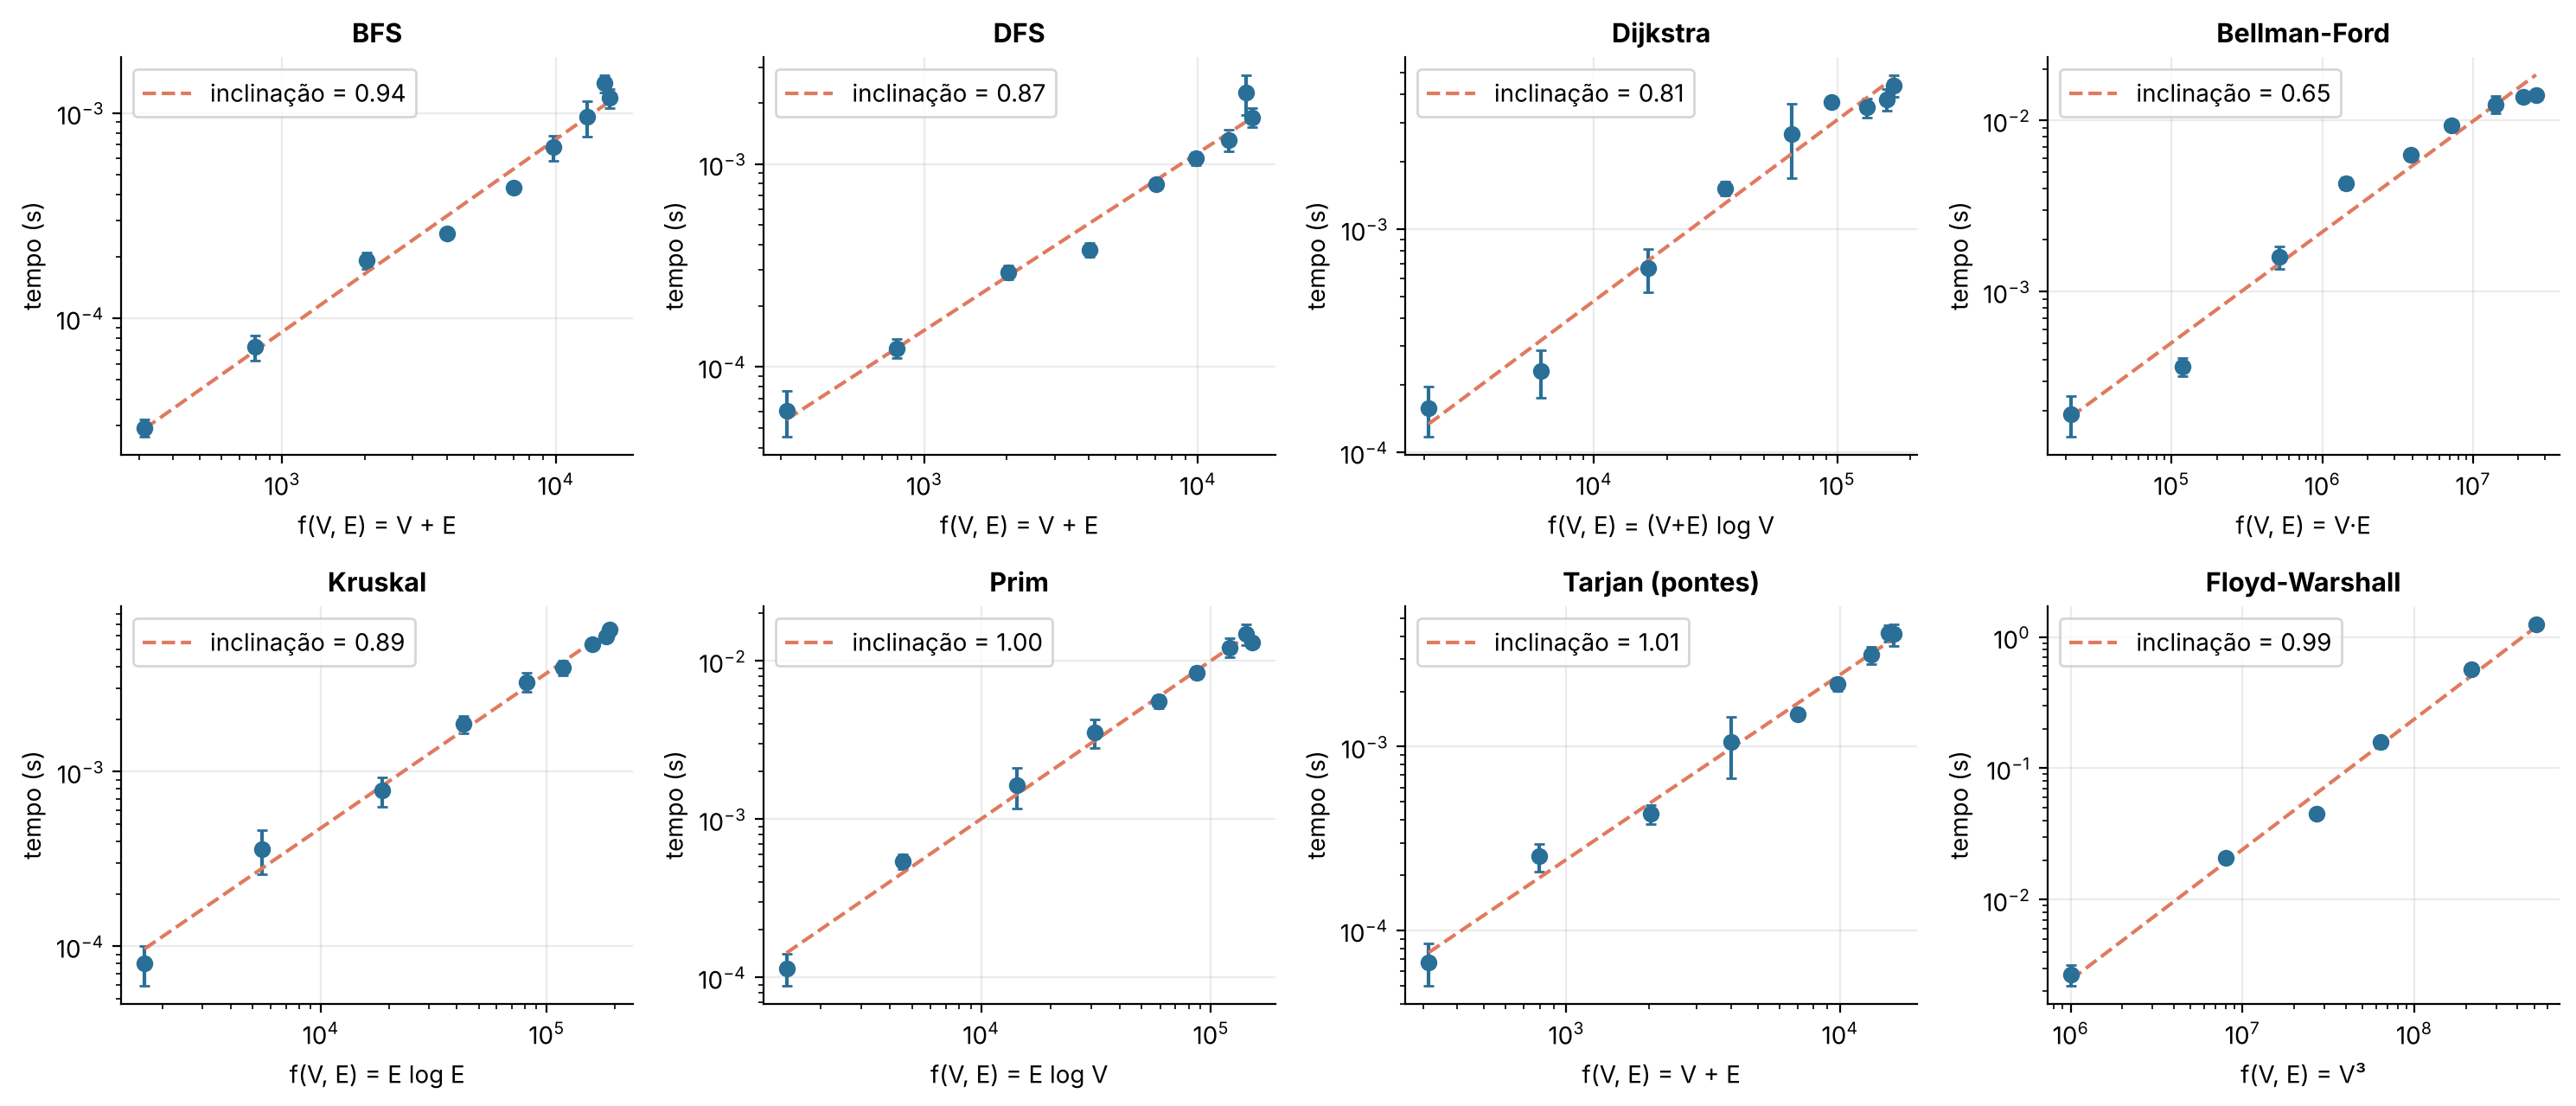 BFS
inclinação = 0.94
10⁻³
10⁻⁴
tempo (s)
10³
10⁴
f(V, E) = V + E
DFS
inclinação = 0.87
10⁻³
10⁻⁴
tempo (s)
10³
10⁴
f(V, E) = V + E
Dijkstra
inclinação = 0.81
10⁻³
10⁻⁴
tempo (s)
10⁴
10⁵
f(V, E) = (V+E) log V
Bellman-Ford
inclinação = 0.65
10⁻²
10⁻³
tempo (s)
10⁵
10⁶
10⁷
f(V, E) = V·E
Kruskal
inclinação = 0.89
10⁻³
10⁻⁴
tempo (s)
10⁴
10⁵
f(V, E) = E log E
Prim
inclinação = 1.00
10⁻²
10⁻³
10⁻⁴
tempo (s)
10⁴
10⁵
f(V, E) = E log V
Tarjan (pontes)
inclinação = 1.01
10⁻³
10⁻⁴
tempo (s)
10³
10⁴
f(V, E) = V + E
Floyd-Warshall
inclinação = 0.99
10⁰
10⁻¹
10⁻²
tempo (s)
10⁶
10⁷
10⁸
f(V, E) = V³